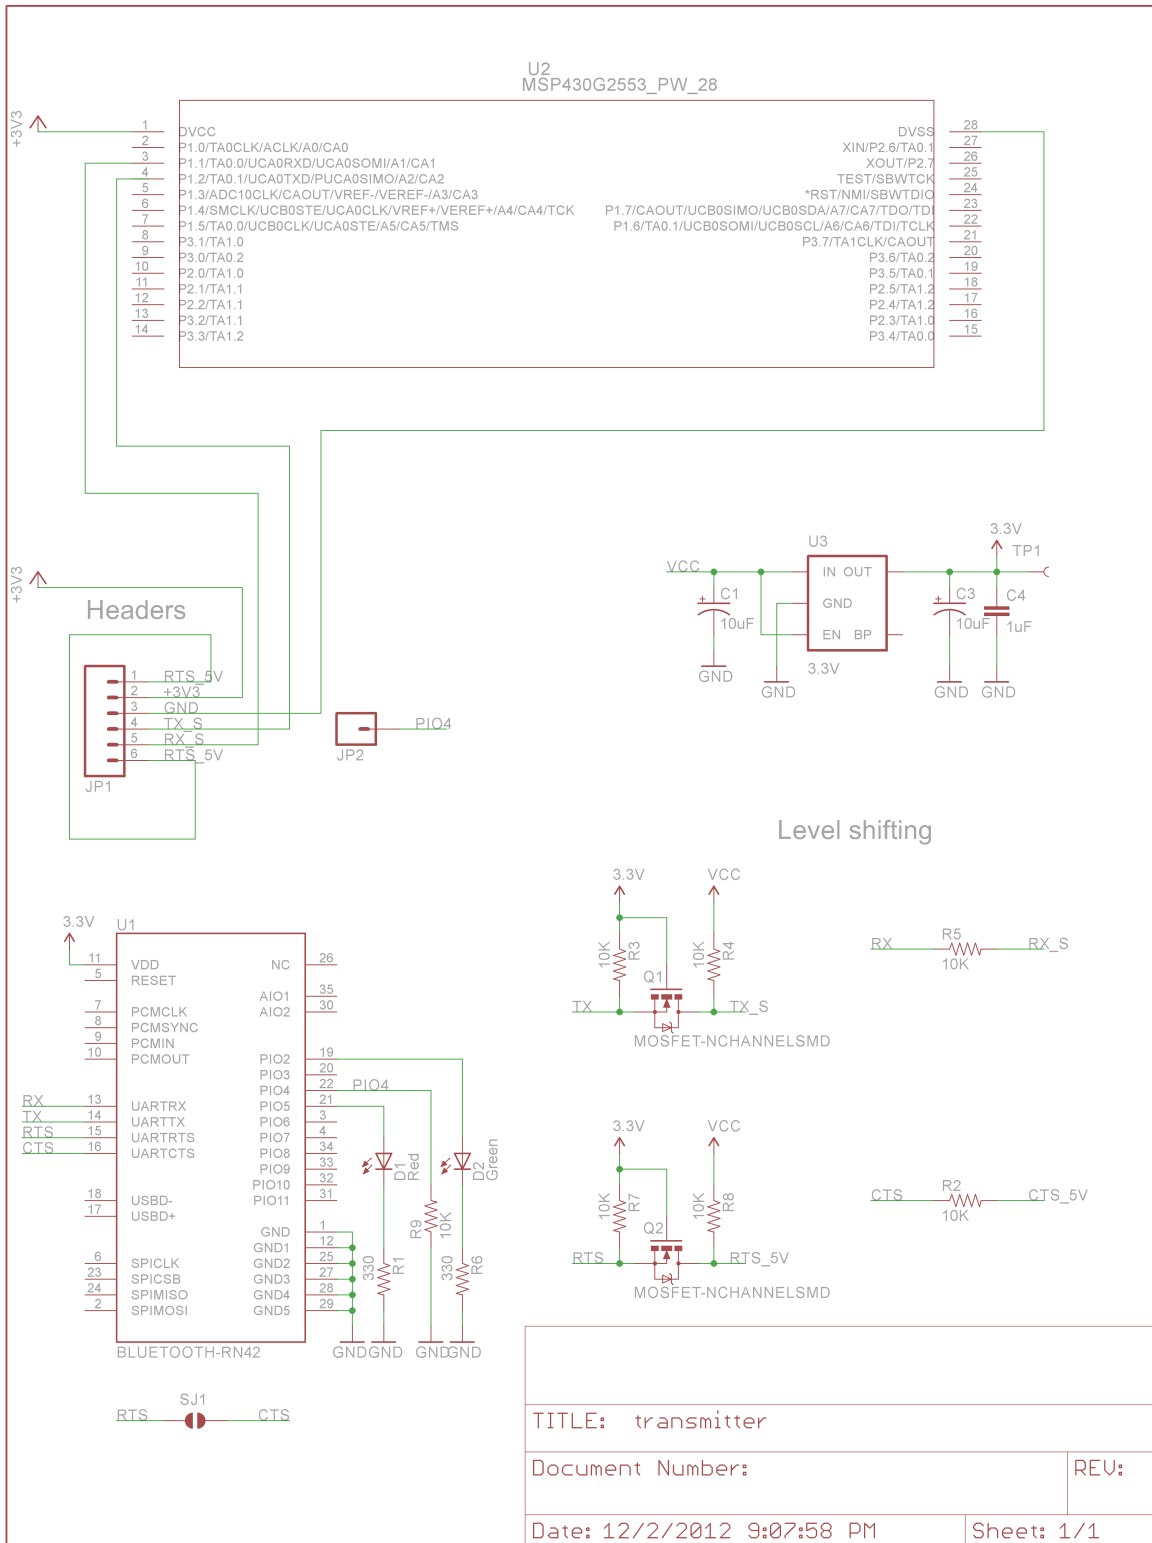 U2
MSP430G2553_PW_28
+3V3
1 DVCC
2 P1.0/TA0CLK/ACLK/A0/CA0
3 P1.1/TA0.0/UCA0RXD/UCA0SOMI/A1/CA1
4 P1.2/TA0.1/UCA0TXD/PUCA0SIMO/A2/CA2
5 P1.3/ADC10CLK/CAOUT/VREF-/VEREF-/A3/CA3
6 P1.4/SMCLK/UCB0STE/UCA0CLK/VREF+/VEREF+/A4/CA4/TCK
7 P1.5/TA0.0/UCB0CLK/UCA0STE/A5/CA5/TMS
8 P3.1/TA1.0
9 P3.0/TA0.2
10 P2.0/TA1.0
11 P2.1/TA1.1
12 P2.2/TA1.1
13 P3.2/TA1.1
14 P3.3/TA1.2
DVSS 28
XIN/P2.6/TA0.1 27
XOUT/P2.7 26
TEST/SBWTCK 25
*RST/NMI/SBWTDIO 24
P1.7/CAOUT/UCB0SIMO/UCB0SDA/A7/CA7/TDO/TDI 23
P1.6/TA0.1/UCB0SOMI/UCB0SCL/A6/CA6/TDI/TCLK 22
P3.7/TA1CLK/CAOUT 21
P3.6/TA0.2 20
P3.5/TA0.1 19
P2.5/TA1.2 18
P2.4/TA1.2 17
P2.3/TA1.0 16
P3.4/TA0.0 15
+3V3
Headers
1 RTS_5V
2 +3V3
3 GND
4 TX_S
5 RX_S
6 RTS_5V
JP1
PIO4
JP2
3.3V
TP1
U3
VCC
IN OUT
GND
EN BP
3.3V
C1
10uF
GND
GND
C3
10uF
GND
C4
1uF
GND
Level shifting
3.3V
VCC
10K
R3
10K
R4
Q1
TX
TX_S
MOSFET-NCHANNELSMD
RX
R5
10K
RX_S
3.3V
VCC
10K
R7
10K
R8
Q2
RTS
RTS_5V
MOSFET-NCHANNELSMD
CTS
R2
10K
CTS_5V
3.3V
U1
11 VDD
5 RESET
7 PCMCLK
8 PCMSYNC
9 PCMIN
10 PCMOUT
RX 13 UARTRX
TX 14 UARTTX
RTS 15 UARTRTS
CTS 16 UARTCTS
18 USBD-
17 USBD+
6 SPICLK
23 SPICSB
24 SPIMISO
2 SPIMOSI
NC 26
AIO1 35
AIO2 30
PIO2 19
PIO3 20
PIO4 22 PIO4
PIO5 21
PIO6 3
PIO7 4
PIO8 34
PIO9 33
PIO10 32
PIO11 31
GND 1
GND1 12
GND2 25
GND3 27
GND4 28
GND5 29
BLUETOOTH-RN42
D1
Red
D2
Green
R9
10K
330
R1
330
R6
GND
GND
GND
GND
RTS
SJ1
CTS
TITLE: transmitter
Document Number:
REV:
Date: 12/2/2012 9:07:58 PM
Sheet: 1/1